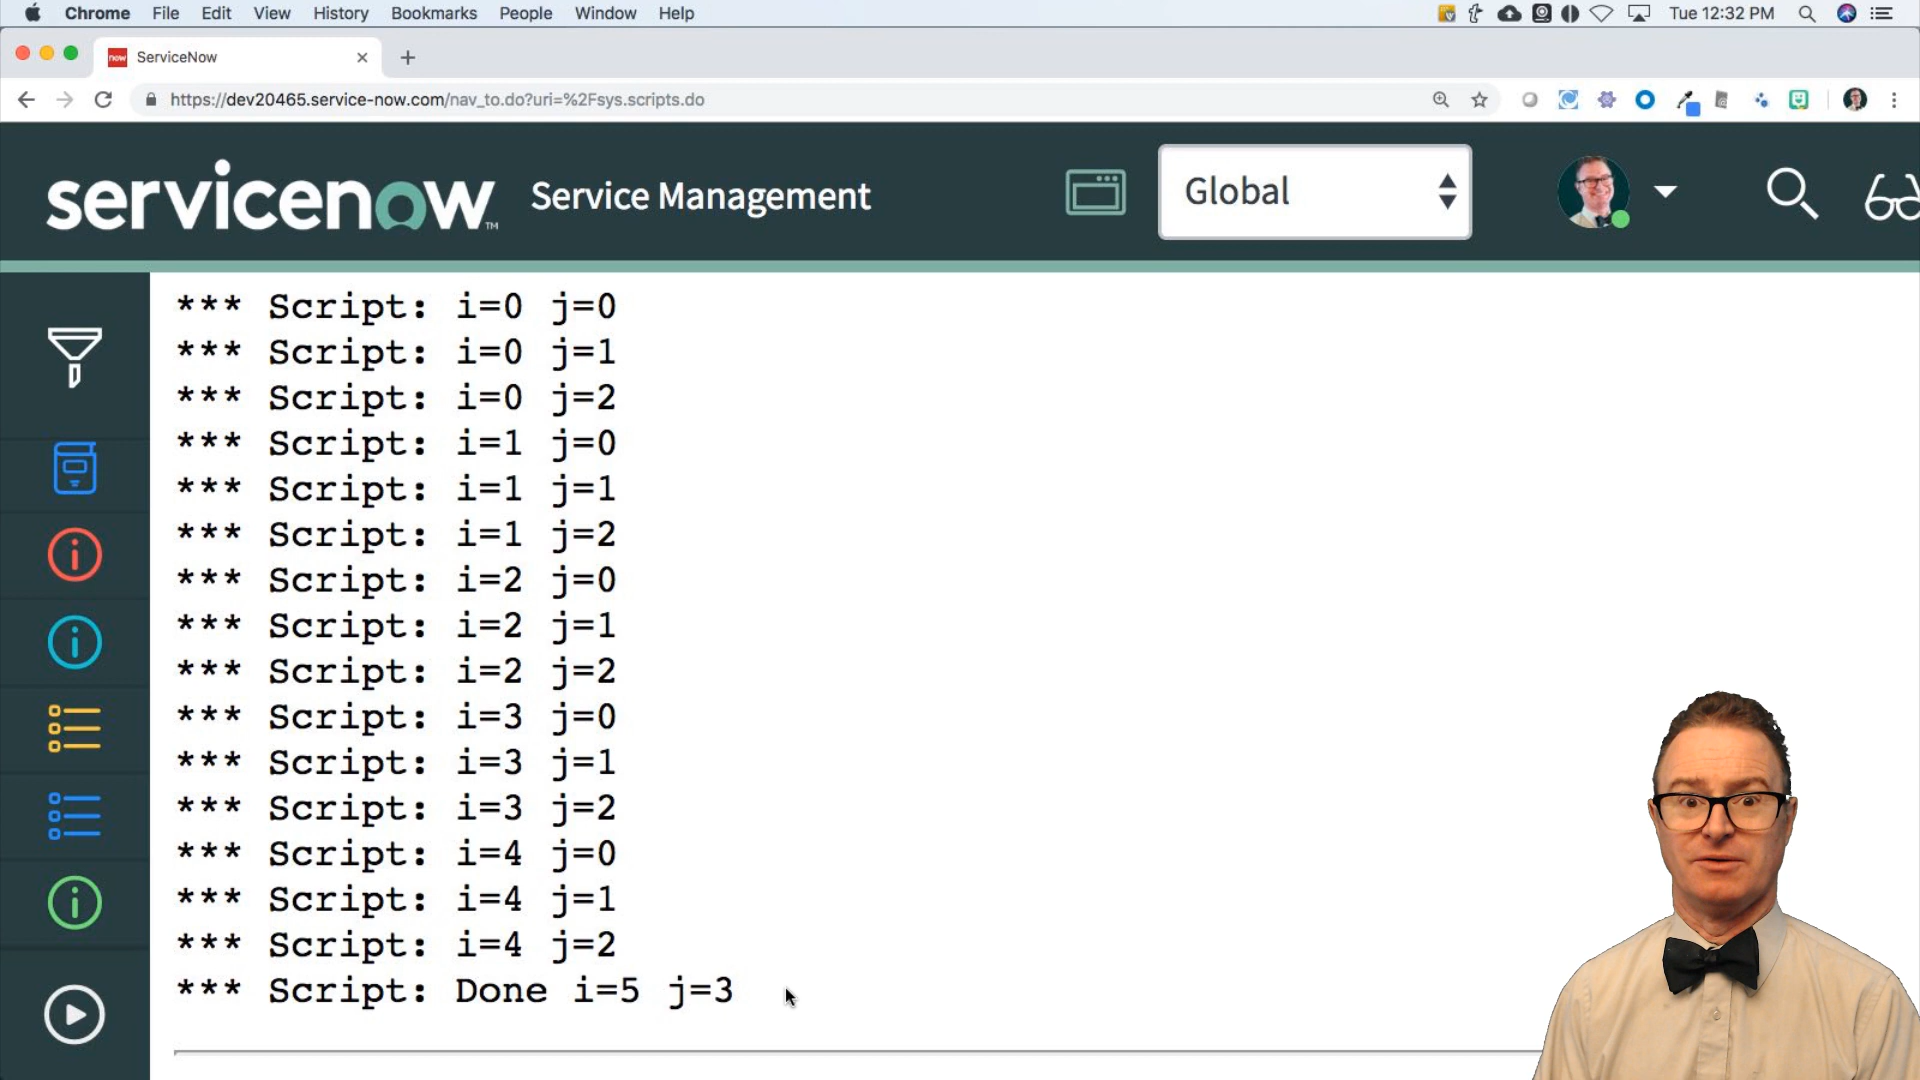 Chrome File Edit View History Bookmarks People Window Help Tue 12:32 PM
now ServiceNow
https://dev20465.service-now.com/nav_to.do?uri=%2Fsys.scripts.do
servicenow™ Service Management Global
*** Script: i=0 j=0
*** Script: i=0 j=1
*** Script: i=0 j=2
*** Script: i=1 j=0
*** Script: i=1 j=1
*** Script: i=1 j=2
*** Script: i=2 j=0
*** Script: i=2 j=1
*** Script: i=2 j=2
*** Script: i=3 j=0
*** Script: i=3 j=1
*** Script: i=3 j=2
*** Script: i=4 j=0
*** Script: i=4 j=1
*** Script: i=4 j=2
*** Script: Done i=5 j=3